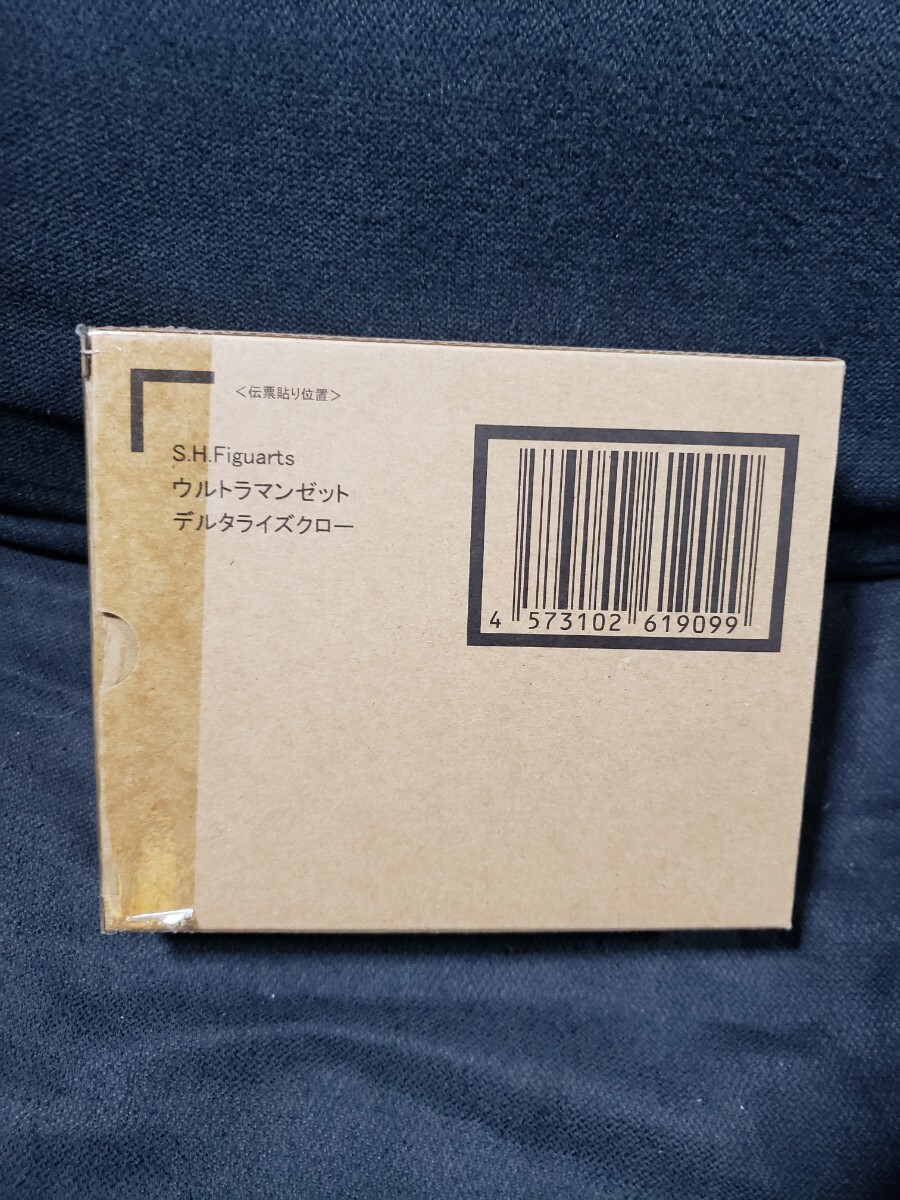 ＜伝票貼り位置＞
S.H.Figuarts
ウルトラマンゼット
デルタライズクロー
4 573102 619099